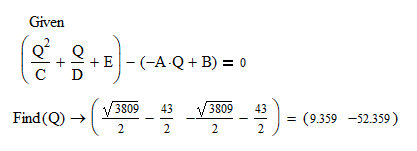 Given
(Q²/C + Q/D + E) - (-A·Q + B) = 0
Find(Q) → (√3809/2 - 43/2  -√3809/2 - 43/2) = (9.359  -52.359)